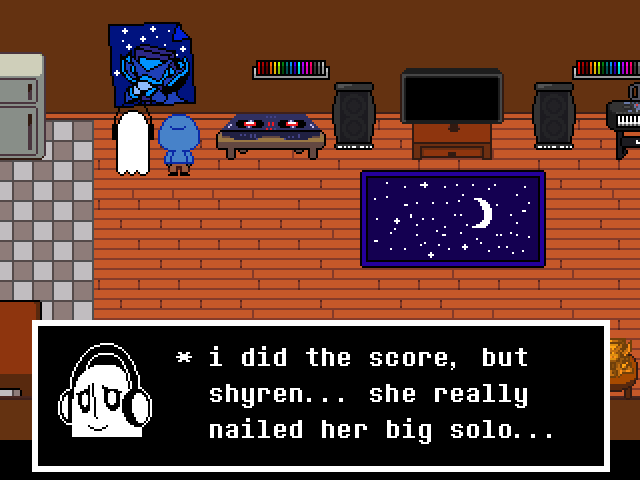 * i did the score, but
shyren... she really
nailed her big solo...